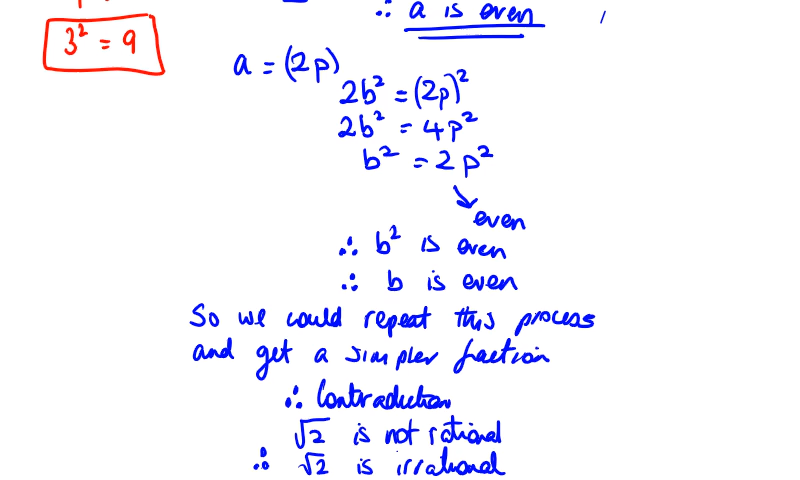 ∴ a is even
3² = 9
a = (2p)
2b² = (2p)²
2b² = 4p²
b² = 2p²
even
∴ b² is even
∴ b is even
So we could repeat this process
and get a simpler fraction
∴ Contradiction
√2 is not rational
∴ √2 is irrational